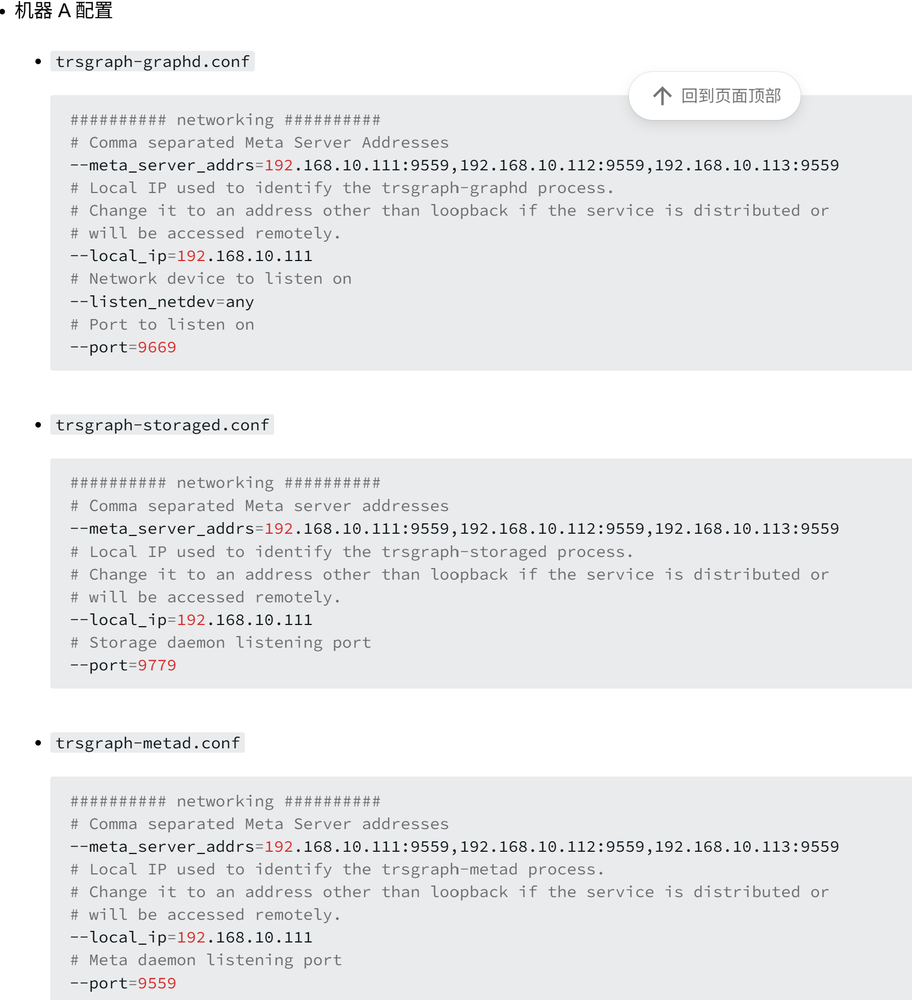 机器 A 配置
trsgraph-graphd.conf
回到页面顶部
########## networking ##########
# Comma separated Meta Server Addresses
--meta_server_addrs=192.168.10.111:9559,192.168.10.112:9559,192.168.10.113:9559
# Local IP used to identify the trsgraph-graphd process.
# Change it to an address other than loopback if the service is distributed or
# will be accessed remotely.
--local_ip=192.168.10.111
# Network device to listen on
--listen_netdev=any
# Port to listen on
--port=9669
trsgraph-storaged.conf
########## networking ##########
# Comma separated Meta server addresses
--meta_server_addrs=192.168.10.111:9559,192.168.10.112:9559,192.168.10.113:9559
# Local IP used to identify the trsgraph-storaged process.
# Change it to an address other than loopback if the service is distributed or
# will be accessed remotely.
--local_ip=192.168.10.111
# Storage daemon listening port
--port=9779
trsgraph-metad.conf
########## networking ##########
# Comma separated Meta Server addresses
--meta_server_addrs=192.168.10.111:9559,192.168.10.112:9559,192.168.10.113:9559
# Local IP used to identify the trsgraph-metad process.
# Change it to an address other than loopback if the service is distributed or
# will be accessed remotely.
--local_ip=192.168.10.111
# Meta daemon listening port
--port=9559